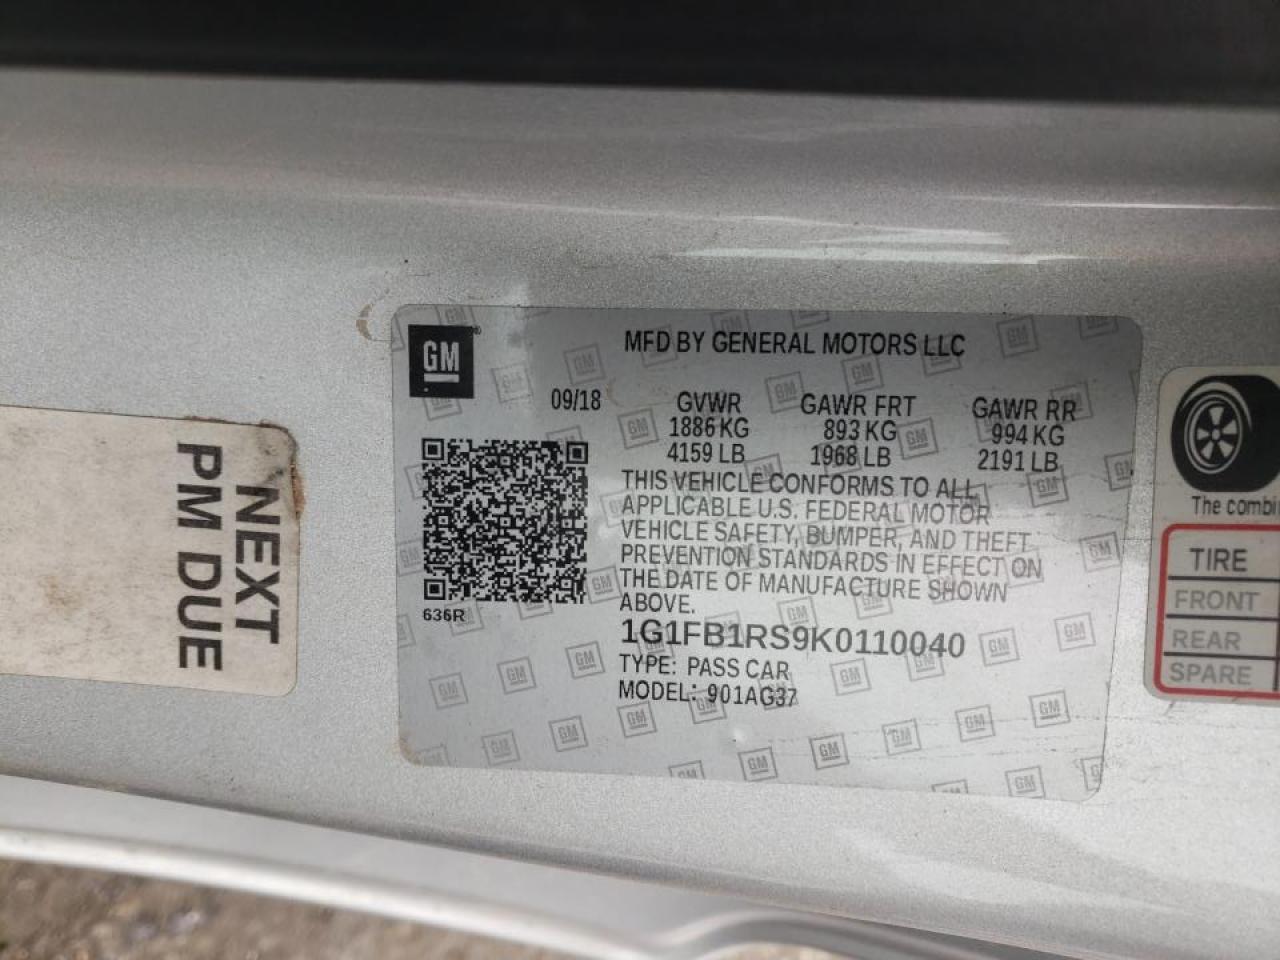 GM
MFD BY GENERAL MOTORS LLC
09/18
GVWR
1886 KG
4159 LB
GAWR FRT
893 KG
1968 LB
GAWR RR
994 KG
2191 LB
THIS VEHICLE CONFORMS TO ALL
APPLICABLE U.S. FEDERAL MOTOR
VEHICLE SAFETY, BUMPER, AND THEFT
PREVENTION STANDARDS IN EFFECT ON
THE DATE OF MANUFACTURE SHOWN
ABOVE.
636R
1G1FB1RS9K0110040
TYPE: PASS CAR
MODEL: 901AG37
NEXT
PM DUE
The combi
TIRE
FRONT
REAR
SPARE